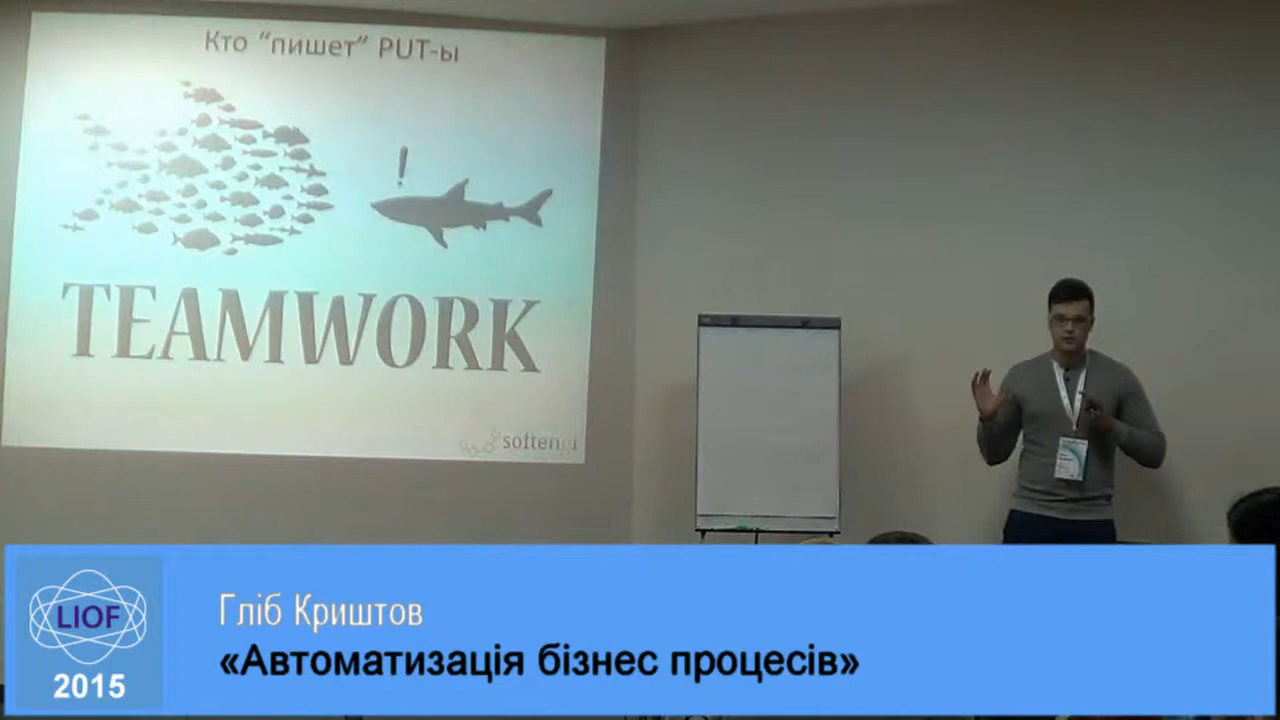 Кто “пишет” PUT-ы
!
TEAMWORK
softengi
LIOF
2015
Гліб Криштов
«Автоматизація бізнес процесів»